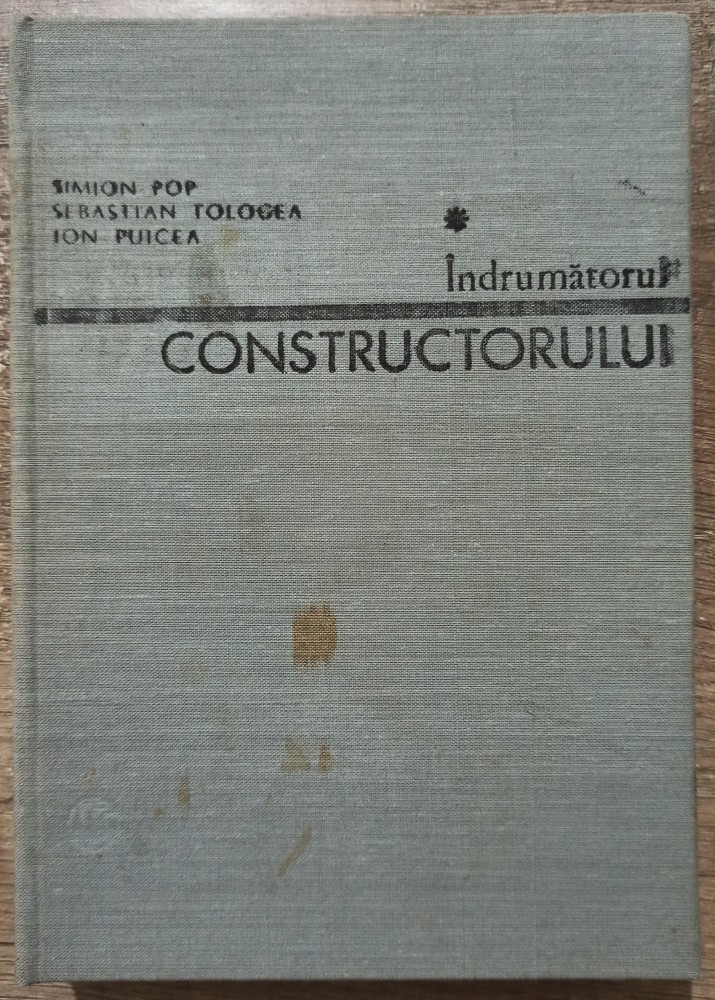 SIMION POP
SEBASTIAN TOLOGEA
ION PUICEA
*
Îndrumătorul
CONSTRUCTORULUI